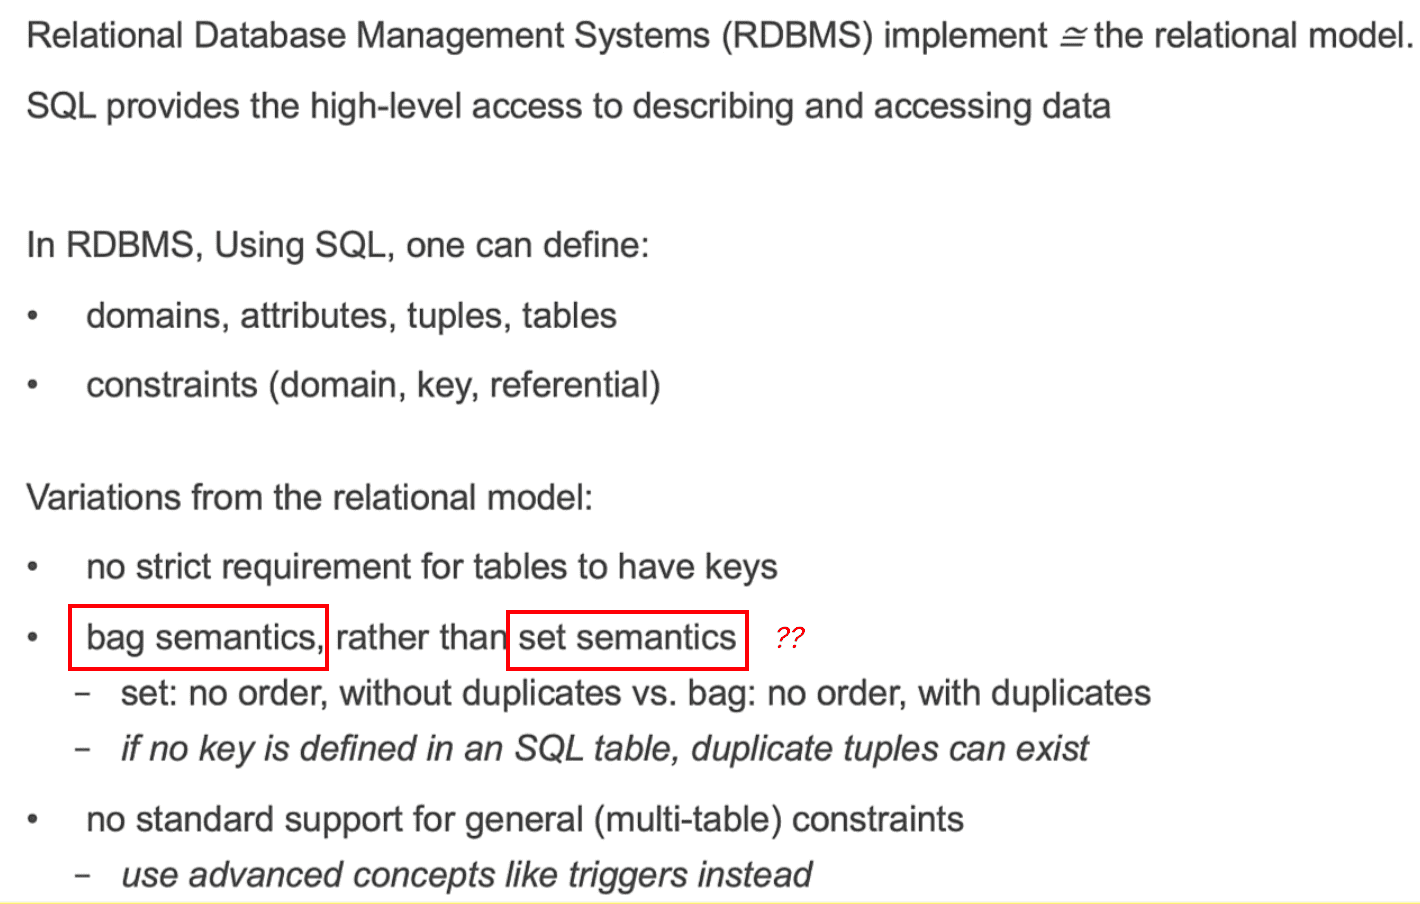 Relational Database Management Systems (RDBMS) implement ≅ the relational model.
SQL provides the high-level access to describing and accessing data
In RDBMS, Using SQL, one can define:
• domains, attributes, tuples, tables
• constraints (domain, key, referential)
Variations from the relational model:
• no strict requirement for tables to have keys
• bag semantics, rather than set semantics ??
− set: no order, without duplicates vs. bag: no order, with duplicates
− if no key is defined in an SQL table, duplicate tuples can exist
• no standard support for general (multi-table) constraints
− use advanced concepts like triggers instead